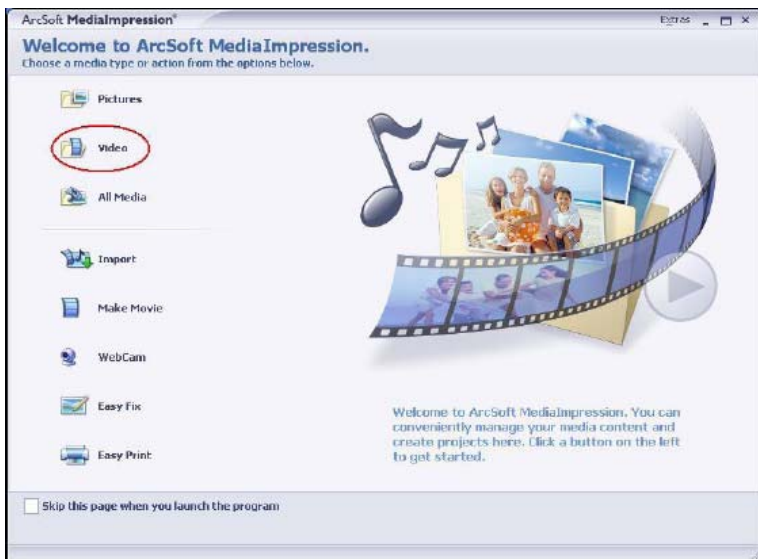 ArcSoft MediaImpression®
Extras
Welcome to ArcSoft MediaImpression.
Choose a media type or action from the options below.
Pictures
Video
All Media
Import
Make Movie
WebCam
Easy Fix
Easy Print
Welcome to ArcSoft MediaImpression. You can
conveniently manage your media content and
create projects here. Click a button on the left
to get started.
Skip this page when you launch the program